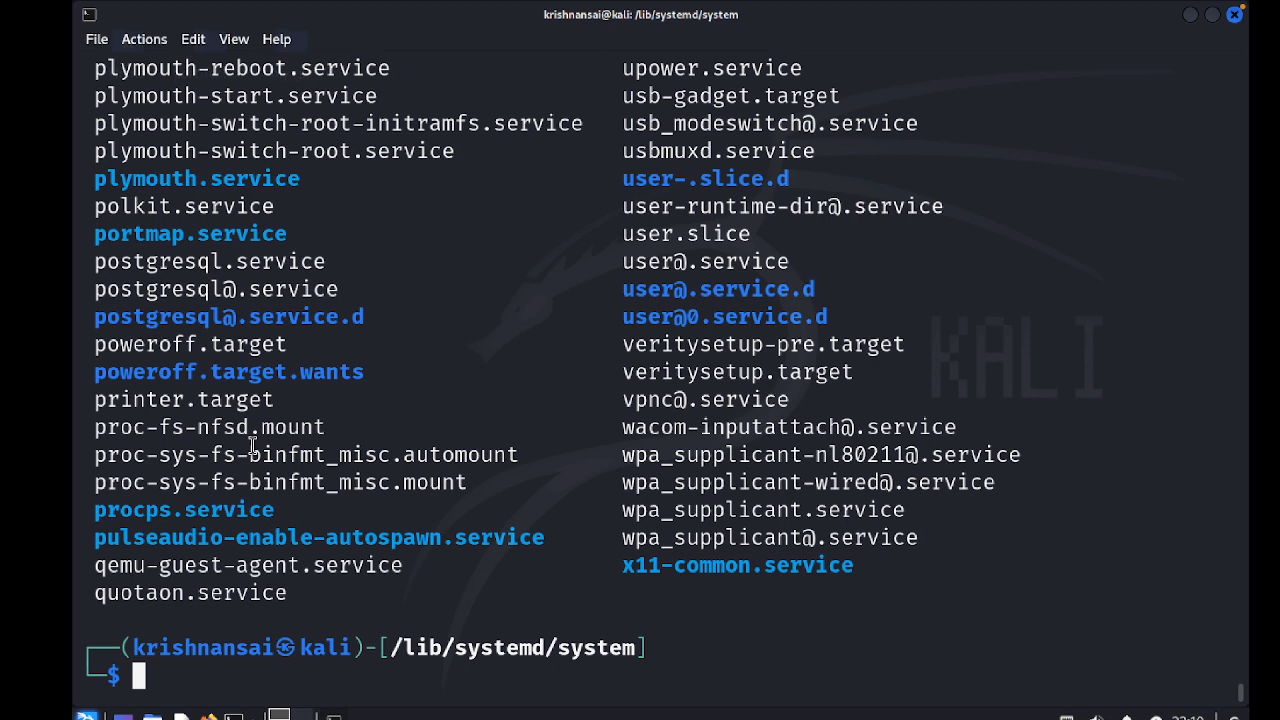 krishnansai@kali: /lib/systemd/system
File Actions Edit View Help
plymouth-reboot.service upower.service
plymouth-start.service usb-gadget.target
plymouth-switch-root-initramfs.service usb_modeswitch@.service
plymouth-switch-root.service usbmuxd.service
plymouth.service user-.slice.d
polkit.service user-runtime-dir@.service
portmap.service user.slice
postgresql.service user@.service
postgresql@.service user@.service.d
postgresql@.service.d user@0.service.d
poweroff.target veritysetup-pre.target
poweroff.target.wants veritysetup.target
printer.target vpnc@.service
proc-fs-nfsd.mount wacom-inputattach@.service
proc-sys-fs-binfmt_misc.automount wpa_supplicant-nl80211@.service
proc-sys-fs-binfmt_misc.mount wpa_supplicant-wired@.service
procps.service wpa_supplicant.service
pulseaudio-enable-autospawn.service wpa_supplicant@.service
qemu-guest-agent.service x11-common.service
quotaon.service
KALI
┌──(krishnansai㉿kali)-[/lib/systemd/system]
└─$